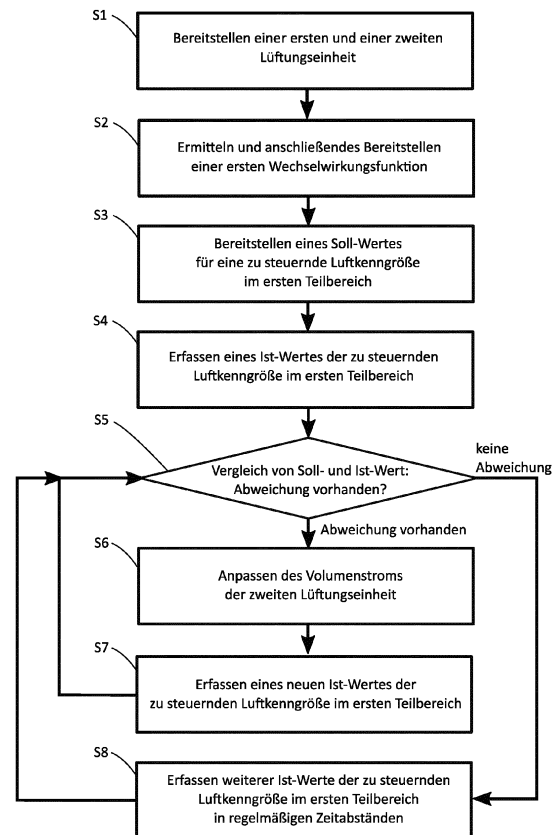 S1
Bereitstellen einer ersten und einer zweiten
Lüftungseinheit
S2
Ermitteln und anschließendes Bereitstellen
einer ersten Wechselwirkungsfunktion
S3
Bereitstellen eines Soll-Wertes
für eine zu steuernde Luftkenngröße
im ersten Teilbereich
S4
Erfassen eines Ist-Wertes der zu steuernden
Luftkenngröße im ersten Teilbereich
S5
Vergleich von Soll- und Ist-Wert:
Abweichung vorhanden?
keine
Abweichung
Abweichung vorhanden
S6
Anpassen des Volumenstroms
der zweiten Lüftungseinheit
S7
Erfassen eines neuen Ist-Wertes der
zu steuernden Luftkenngröße im ersten Teilbereich
S8
Erfassen weiterer Ist-Werte der zu steuernden
Luftkenngröße im ersten Teilbereich
in regelmäßigen Zeitabständen